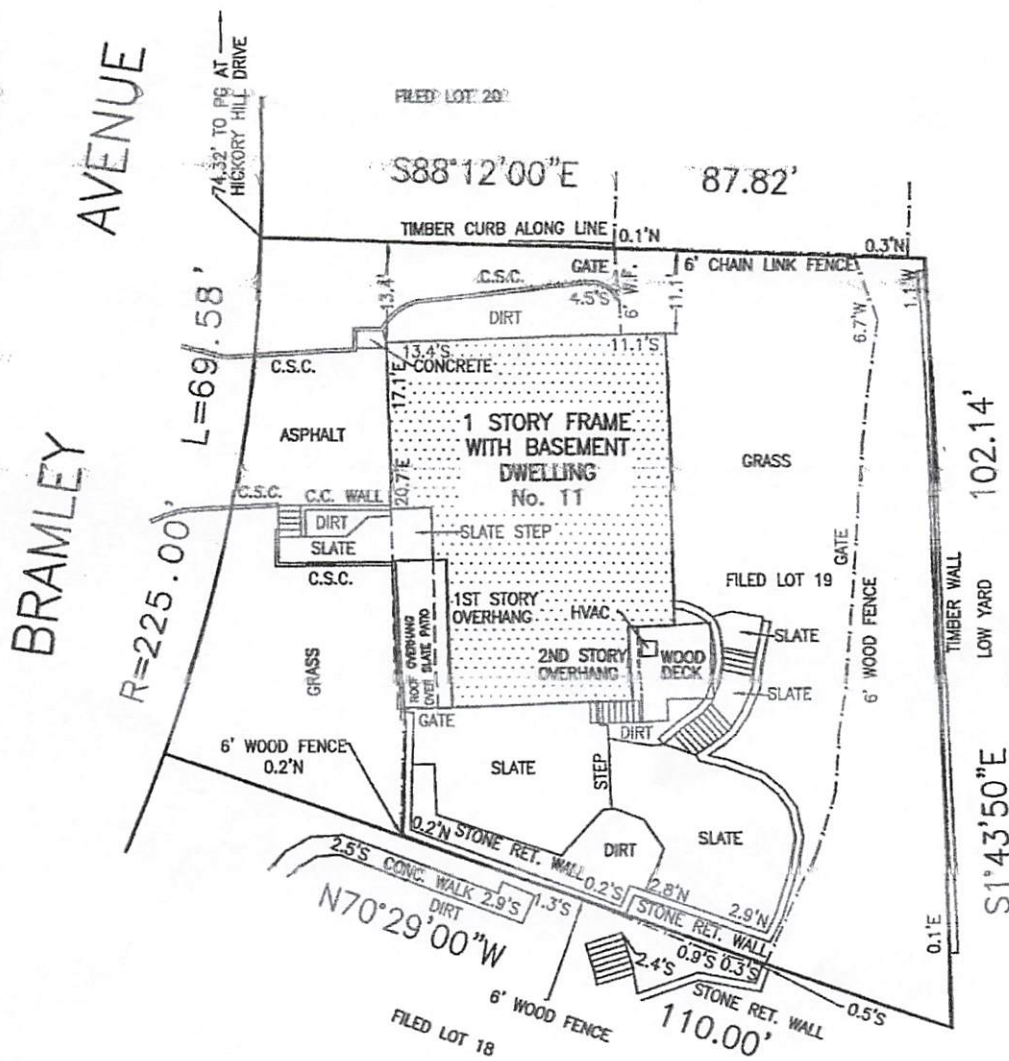 BRAMLEY AVENUE
74.32' TO PG AT
HICKORY HILL DRIVE
FILED LOT 20
S88°12'00"E
87.82'
TIMBER CURB ALONG LINE
0.1'N
0.3'N
6' CHAIN LINK FENCE
GATE
C.S.C.
4.5'S
6' W.F.
13.4'
11.1'
DIRT
6.7'W
1.1'W
L=69.58'
C.S.C.
13.4'S
11.1'S
CONCRETE
17.1'E
ASPHALT
1 STORY FRAME
WITH BASEMENT
DWELLING
No. 11
GRASS
20.7'E
C.S.C.
C.C. WALL
DIRT
SLATE STEP
SLATE
C.S.C.
R=225.00'
GRASS
1ST STORY
OVERHANG
ROOF OVERHANG
OVER SLATE PATIO
HVAC
2ND STORY
OVERHANG
WOOD
DECK
FILED LOT 19
SLATE
SLATE
GATE
6' WOOD FENCE
TIMBER WALL
LOW YARD
102.14'
S1°43'50"E
GATE
DIRT
6' WOOD FENCE
0.2'N
SLATE
STEP
SLATE
DIRT
0.2'N
STONE RET. WALL
0.2'S
2.8'N
2.9'N
STONE RET. WALL
0.1'E
2.5'S
CONC. WALK
2.9'S
1.3'S
DIRT
N70°29'00"W
2.4'S
0.9'S
0.3'S
0.5'S
STONE RET. WALL
6' WOOD FENCE
110.00'
FILED LOT 18